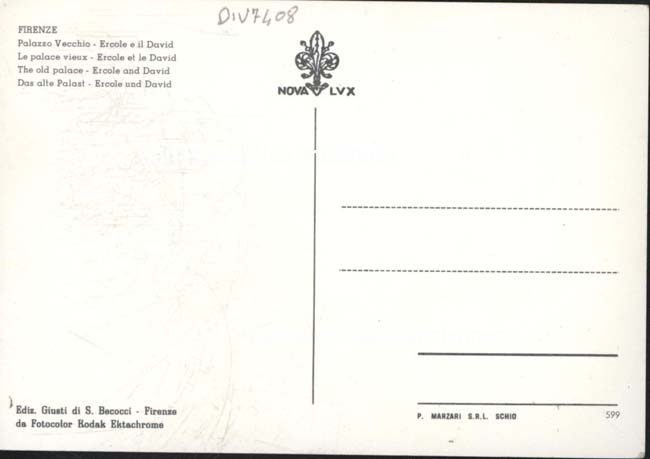 DIV7408
FIRENZE
Palazzo Vecchio - Ercole e il David
Le palace vieux - Ercole et le David
The old palace - Ercole and David
Das alte Palast - Ercole und David
NOVA LVX
Ediz. Giusti di S. Becocci - Firenze
da Fotocolor Kodak Ektachrome
P. MARZARI S.R.L. SCHIO 599